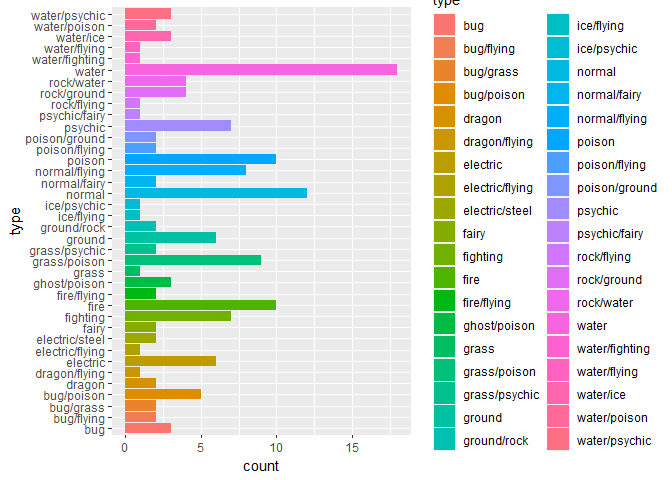 water/psychic
water/poison
water/ice
water/flying
water/fighting
water
rock/water
rock/ground
rock/flying
psychic/fairy
psychic
poison/ground
poison/flying
poison
normal/flying
normal/fairy
normal
ice/psychic
ice/flying
ground/rock
ground
grass/psychic
grass/poison
grass
ghost/poison
fire/flying
fire
fighting
fairy
electric/steel
electric/flying
electric
dragon/flying
dragon
bug/poison
bug/grass
bug/flying
bug
type
0
5
10
15
count
type
bug
bug/flying
bug/grass
bug/poison
dragon
dragon/flying
electric
electric/flying
electric/steel
fairy
fighting
fire
fire/flying
ghost/poison
grass
grass/poison
grass/psychic
ground
ground/rock
ice/flying
ice/psychic
normal
normal/fairy
normal/flying
poison
poison/flying
poison/ground
psychic
psychic/fairy
rock/flying
rock/ground
rock/water
water
water/fighting
water/flying
water/ice
water/poison
water/psychic